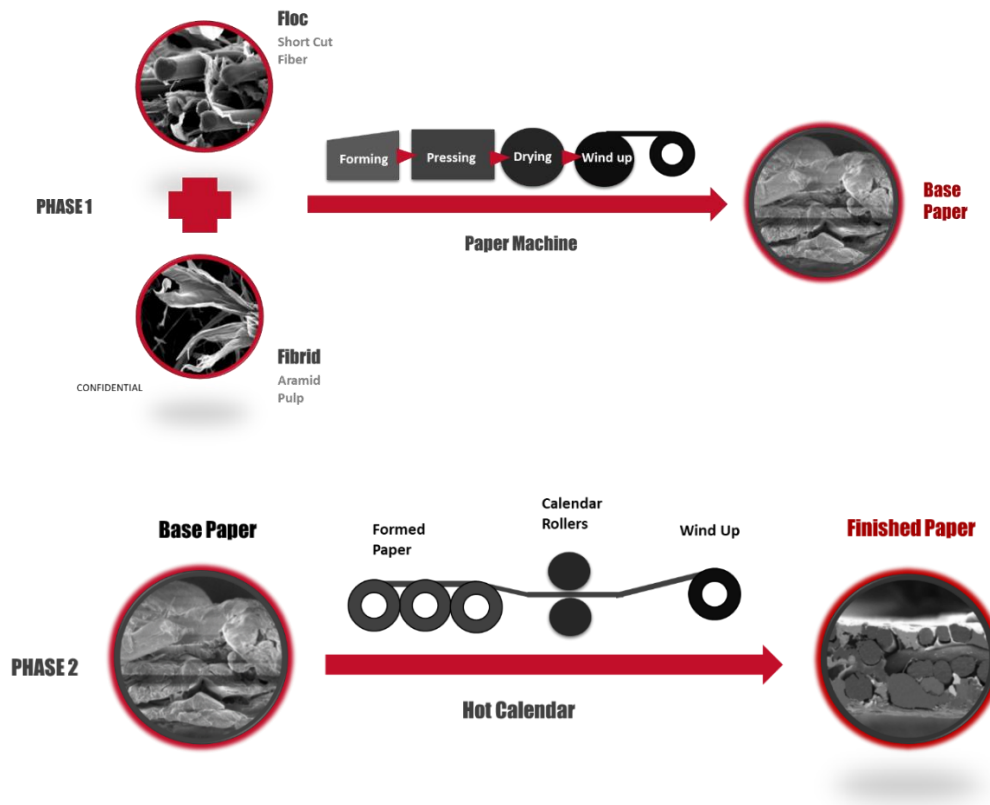 Floc
Short Cut
Fiber
Forming
Pressing
Drying
Wind up
PHASE 1
Paper Machine
Base
Paper
Fibrid
Aramid
Pulp
CONFIDENTIAL
Base Paper
Formed
Paper
Calendar
Rollers
Wind Up
Finished Paper
PHASE 2
Hot Calendar